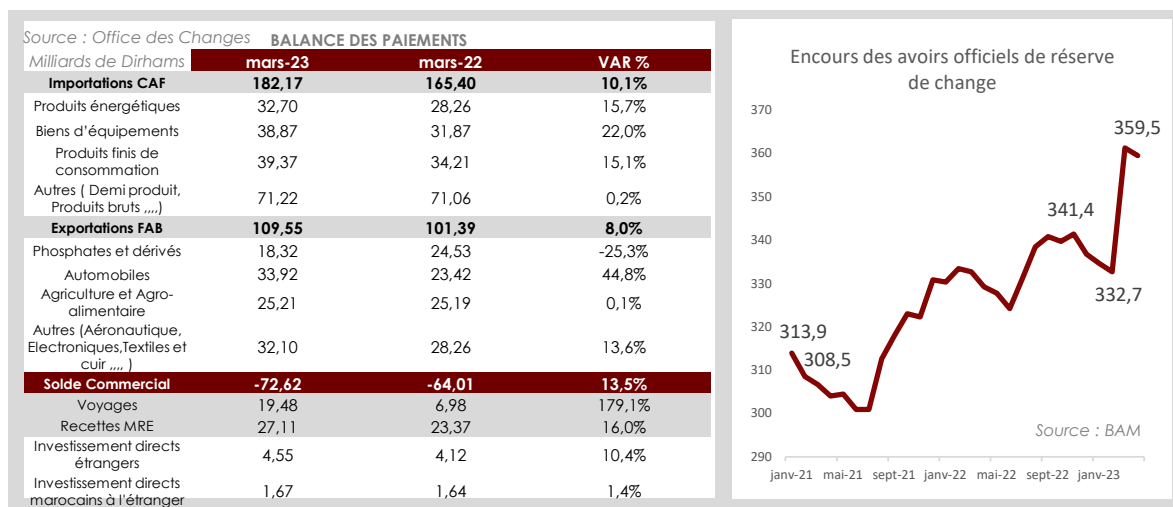 Source : Office des Changes BALANCE DES PAIEMENTS
Milliards de Dirhams mars-23 mars-22 VAR %
Importations CAF 182,17 165,40 10,1%
Produits énergétiques 32,70 28,26 15,7%
Biens d'équipements 38,87 31,87 22,0%
Produits finis de
consommation 39,37 34,21 15,1%
Autres ( Demi produit,
Produits bruts ,,,,) 71,22 71,06 0,2%
Exportations FAB 109,55 101,39 8,0%
Phosphates et dérivés 18,32 24,53 -25,3%
Automobiles 33,92 23,42 44,8%
Agriculture et Agro-
alimentaire 25,21 25,19 0,1%
Autres (Aéronautique,
Electroniques,Textiles et
cuir ,,,, ) 32,10 28,26 13,6%
Solde Commercial -72,62 -64,01 13,5%
Voyages 19,48 6,98 179,1%
Recettes MRE 27,11 23,37 16,0%
Investissement directs
étrangers 4,55 4,12 10,4%
Investissement directs
marocains à l'étranger 1,67 1,64 1,4%
Encours des avoirs officiels de réserve
de change
370
360
350
340
330
320
310
300
290
313,9
308,5
341,4
332,7
359,5
Source : BAM
janv-21 mai-21 sept-21 janv-22 mai-22 sept-22 janv-23